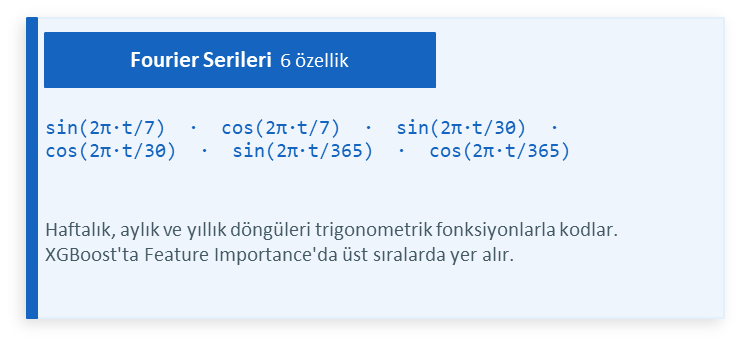 Fourier Serileri 6 özellik
sin(2π·t/7) · cos(2π·t/7) · sin(2π·t/30) ·
cos(2π·t/30) · sin(2π·t/365) · cos(2π·t/365)
Haftalık, aylık ve yıllık döngüleri trigonometrik fonksiyonlarla kodlar.
XGBoost'ta Feature Importance'da üst sıralarda yer alır.